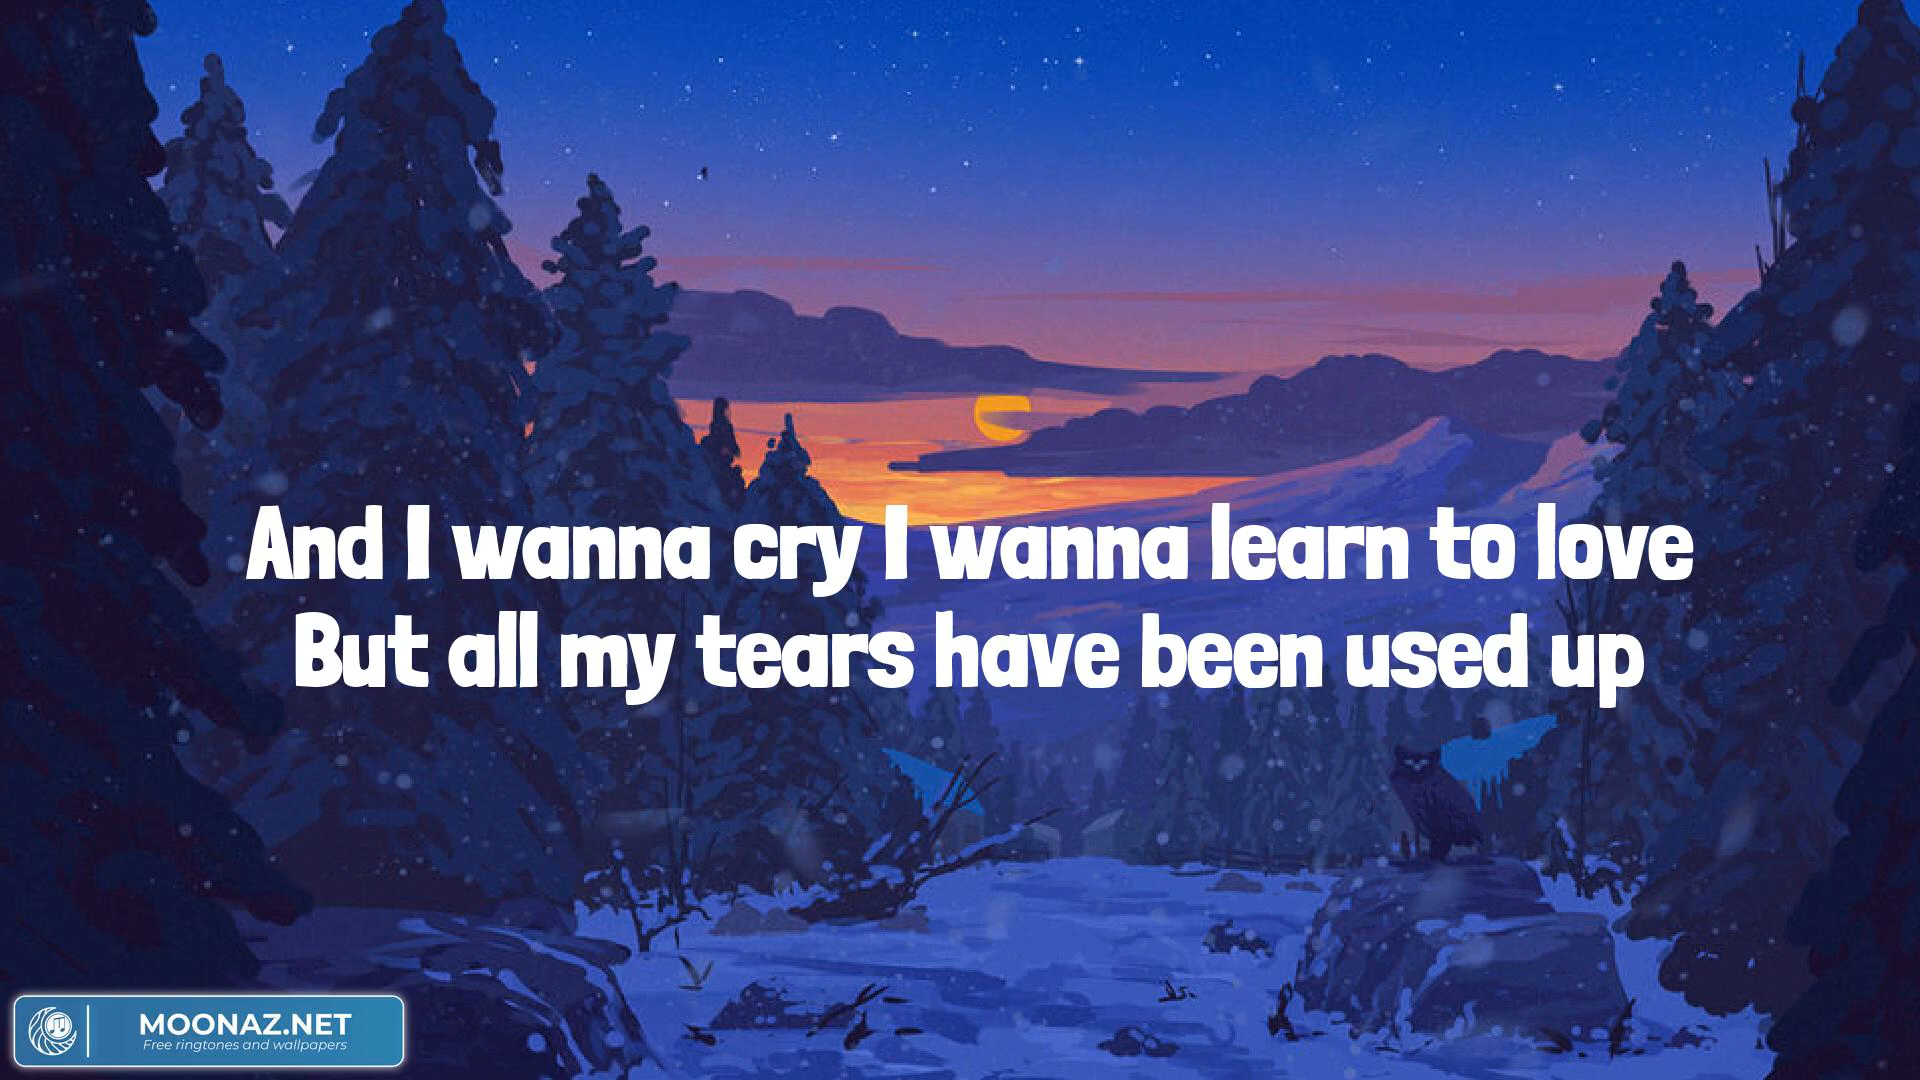 And I wanna cry I wanna learn to love
But all my tears have been used up
MOONAZ.NET
Free ringtones and wallpapers